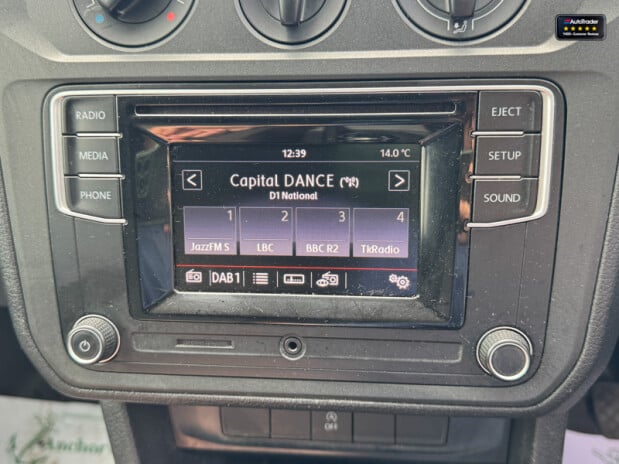 AutoTrader
RADIO
MEDIA
PHONE
EJECT
SETUP
SOUND
12:39
14.0 °C
< Capital DANCE >
D1 National
1 2 3 4
JazzFM S LBC BBC R2 TkRadio
DAB1
OFF
Anchor